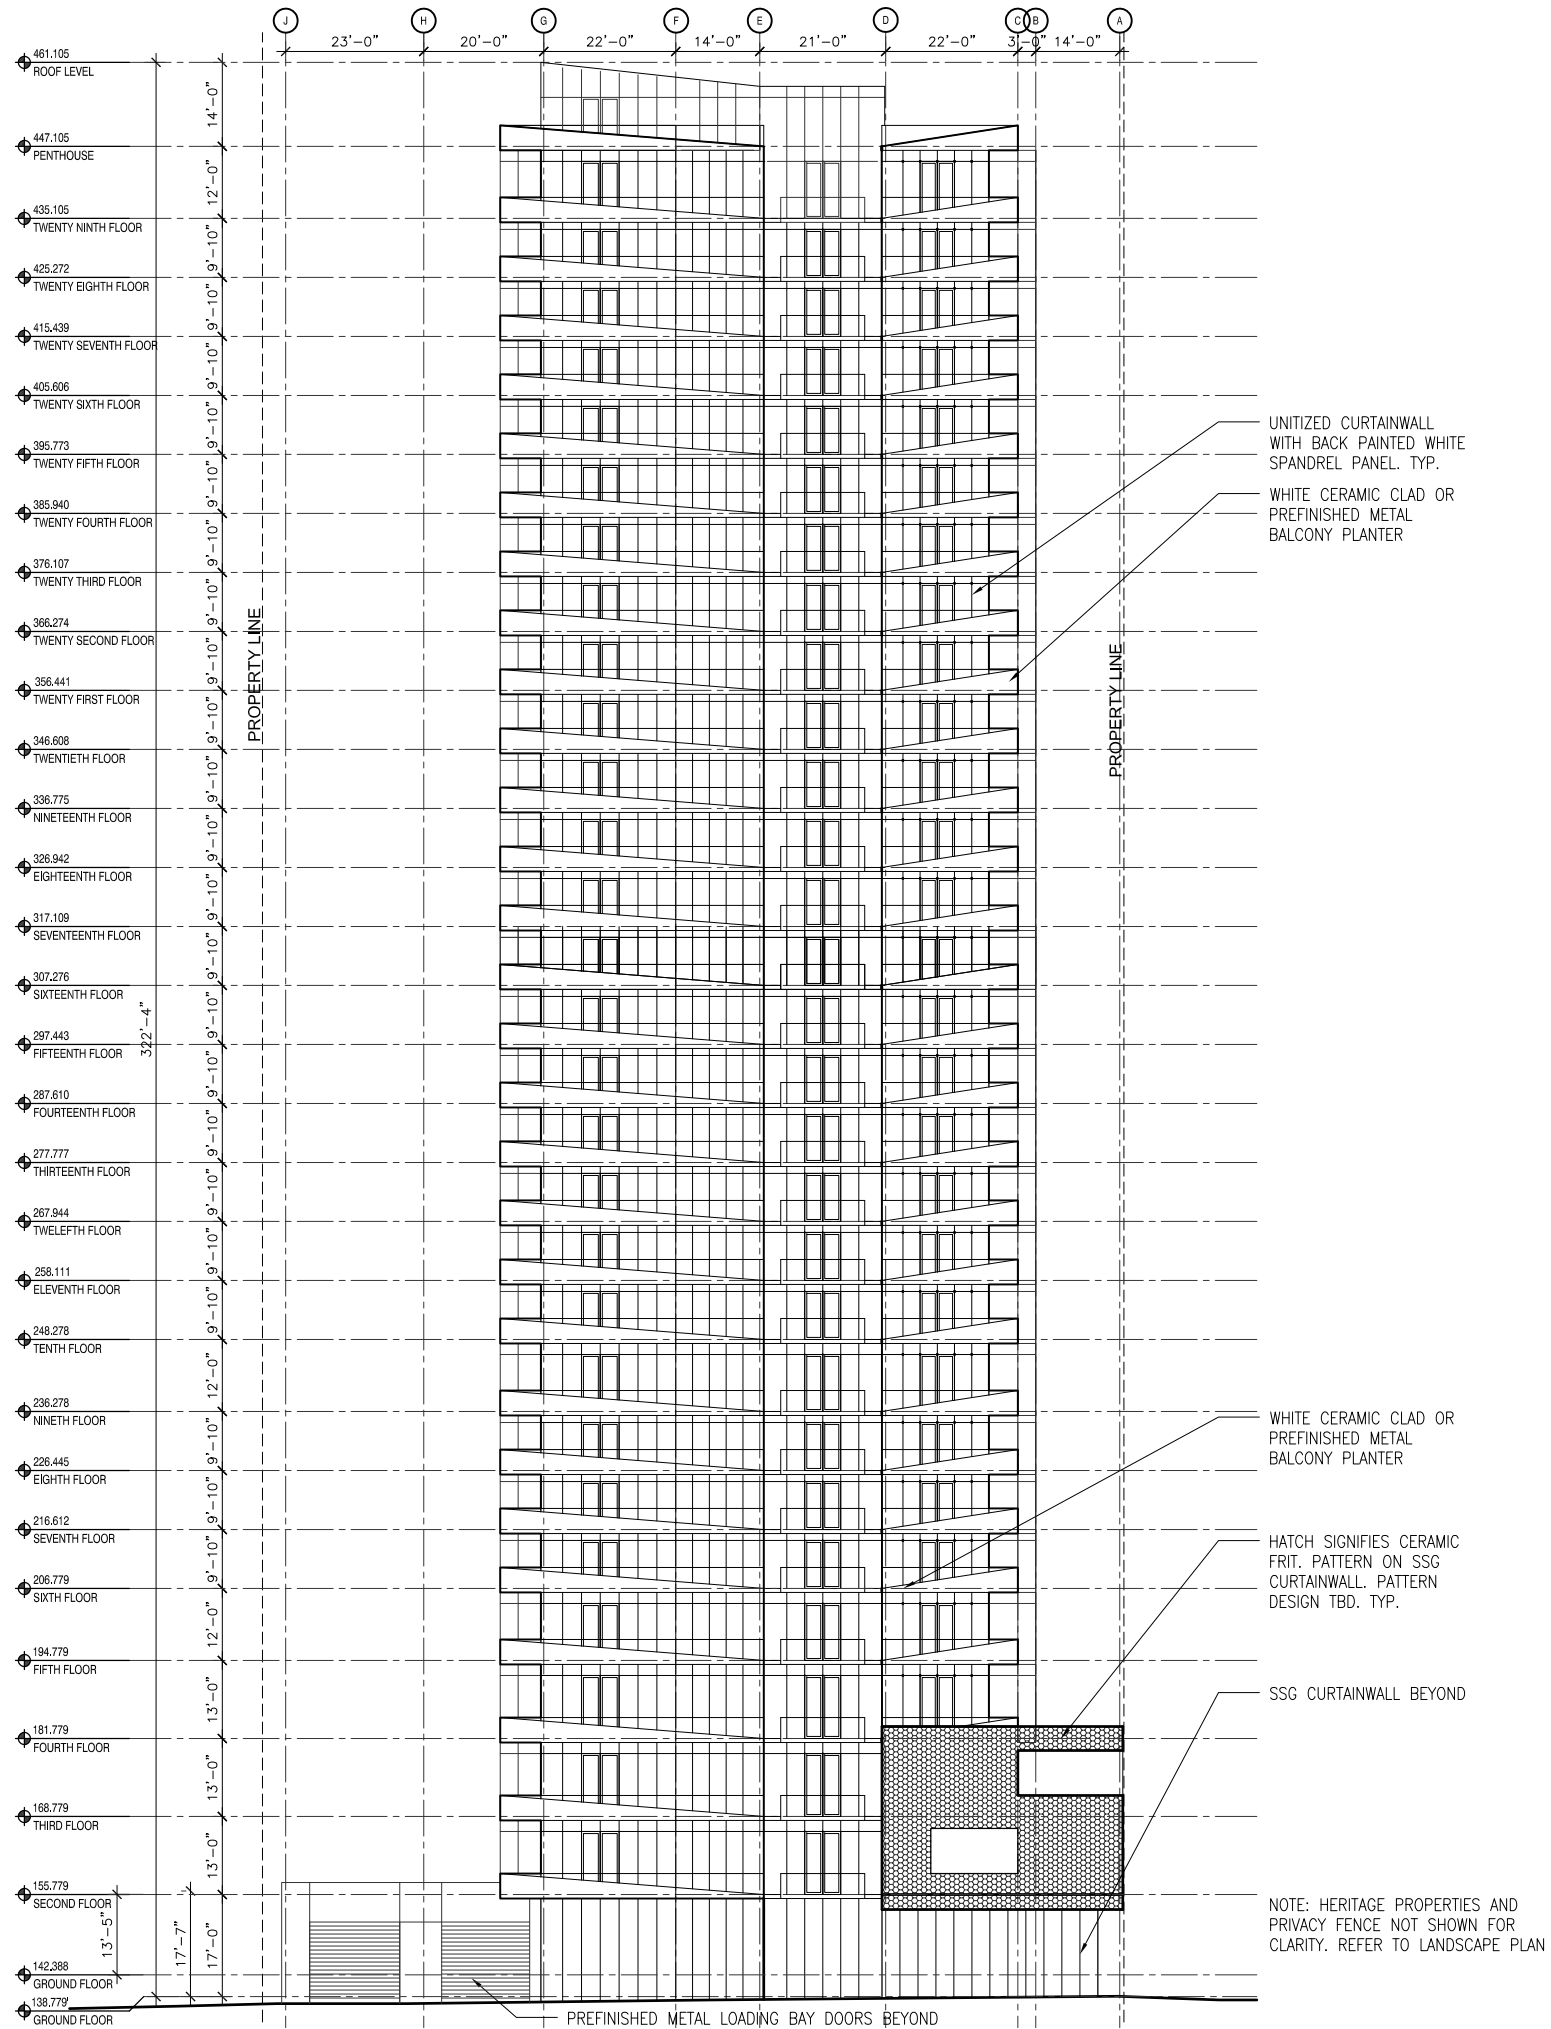 J H G F E D C B A
23'-0" 20'-0" 22'-0" 14'-0" 21'-0" 22'-0" 3'-0" 14'-0"
461.105
ROOF LEVEL
14'-0"
447.105
PENTHOUSE
12'-0"
435.105
TWENTY NINTH FLOOR
9'-10"
425.272
TWENTY EIGHTH FLOOR
9'-10"
415.439
TWENTY SEVENTH FLOOR
9'-10"
405.606
TWENTY SIXTH FLOOR
9'-10"
395.773
TWENTY FIFTH FLOOR
9'-10"
385.940
TWENTY FOURTH FLOOR
9'-10"
376.107
TWENTY THIRD FLOOR
9'-10"
366.274
TWENTY SECOND FLOOR
9'-10"
356.441
TWENTY FIRST FLOOR
9'-10"
346.608
TWENTIETH FLOOR
9'-10"
336.775
NINETEENTH FLOOR
9'-10"
326.942
EIGHTEENTH FLOOR
9'-10"
317.109
SEVENTEENTH FLOOR
9'-10"
307.276
SIXTEENTH FLOOR
9'-10"
297.443
FIFTEENTH FLOOR
9'-10"
287.610
FOURTEENTH FLOOR
9'-10"
277.777
THIRTEENTH FLOOR
9'-10"
267.944
TWELEFTH FLOOR
9'-10"
258.111
ELEVENTH FLOOR
9'-10"
248.278
TENTH FLOOR
12'-0"
236.278
NINETH FLOOR
9'-10"
226.445
EIGHTH FLOOR
9'-10"
216.612
SEVENTH FLOOR
9'-10"
206.779
SIXTH FLOOR
12'-0"
194.779
FIFTH FLOOR
13'-0"
181.779
FOURTH FLOOR
13'-0"
168.779
THIRD FLOOR
13'-0"
155.779
SECOND FLOOR
13'-5"
17'-7"
17'-0"
142.388
GROUND FLOOR
138.779'
GROUND FLOOR
322'-4"
PROPERTY LINE
PROPERTY LINE
UNITIZED CURTAINWALL
WITH BACK PAINTED WHITE
SPANDREL PANEL. TYP.
WHITE CERAMIC CLAD OR
PREFINISHED METAL
BALCONY PLANTER
WHITE CERAMIC CLAD OR
PREFINISHED METAL
BALCONY PLANTER
HATCH SIGNIFIES CERAMIC
FRIT. PATTERN ON SSG
CURTAINWALL. PATTERN
DESIGN TBD. TYP.
SSG CURTAINWALL BEYOND
NOTE: HERITAGE PROPERTIES AND
PRIVACY FENCE NOT SHOWN FOR
CLARITY. REFER TO LANDSCAPE PLAN
PREFINISHED METAL LOADING BAY DOORS BEYOND